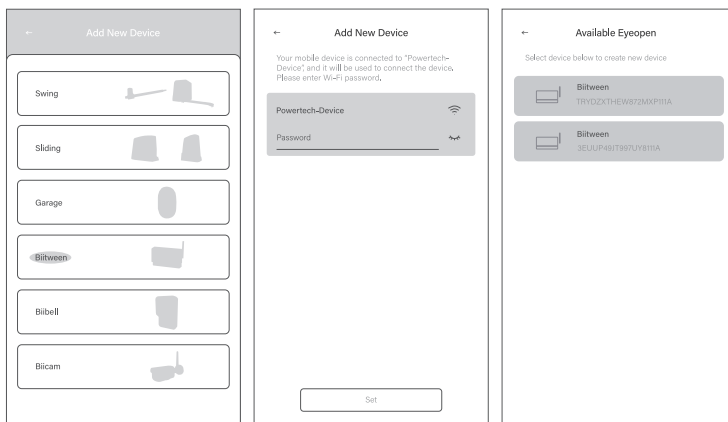 Add New Device
Swing
Sliding
Garage
Biitween
Biibell
Biicam
Add New Device
Your mobile device is connected to "Powertech-
Device", and it will be used to connect the device.
Please enter Wi-Fi password.
Powertech-Device
Password
Set
Available Eyeopen
Select device below to create new device
Biitween
TRYDZXTHEW872MXP111A
Biitween
3EUUP49JT997UY8111A